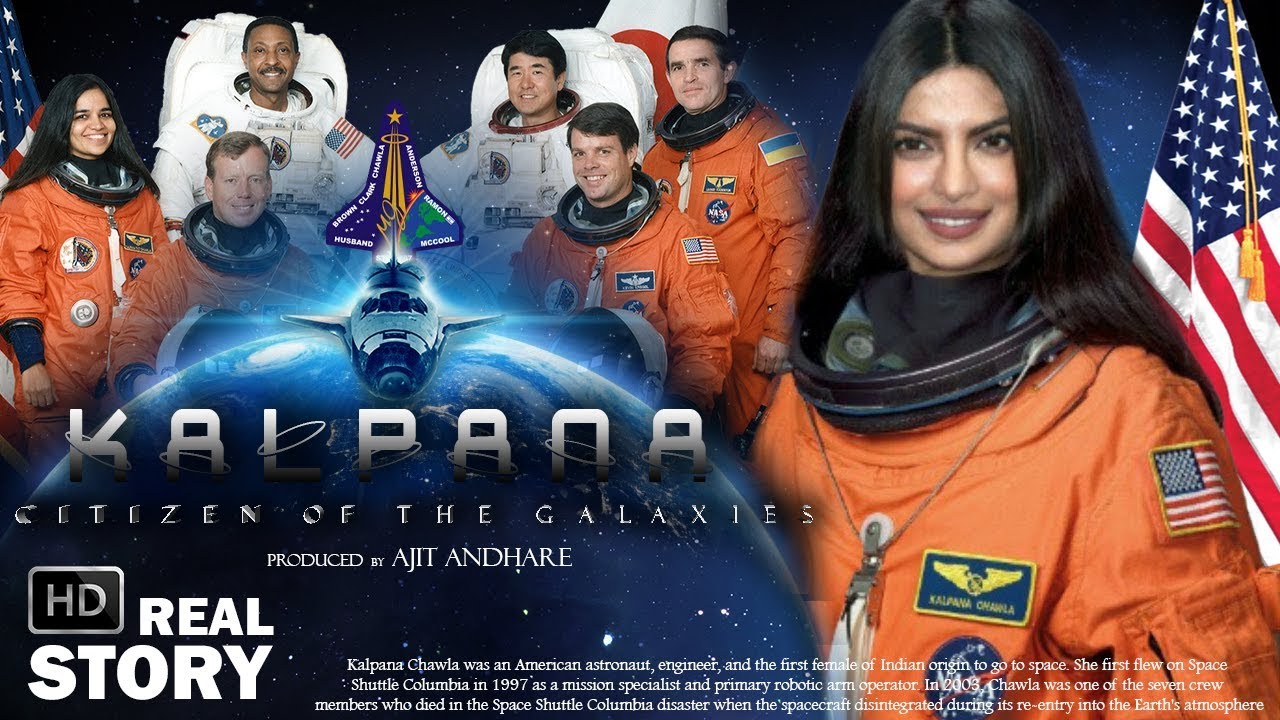 BROWN CLARK CHAWLA ANDERSON RAMON
HUSBAND MCCOOL
NASA
KALPANA
CITIZEN OF THE GALAXIES
PRODUCED BY AJIT ANDHARE
HD REAL
STORY
KALPANA CHAWLA
Kalpana Chawla was an American astronaut, engineer, and the first female of Indian origin to go to space. She first flew on Space
Shuttle Columbia in 1997 as a mission specialist and primary robotic arm operator. In 2003, Chawla was one of the seven crew
members who died in the Space Shuttle Columbia disaster when the spacecraft disintegrated during its re-entry into the Earth's atmosphere